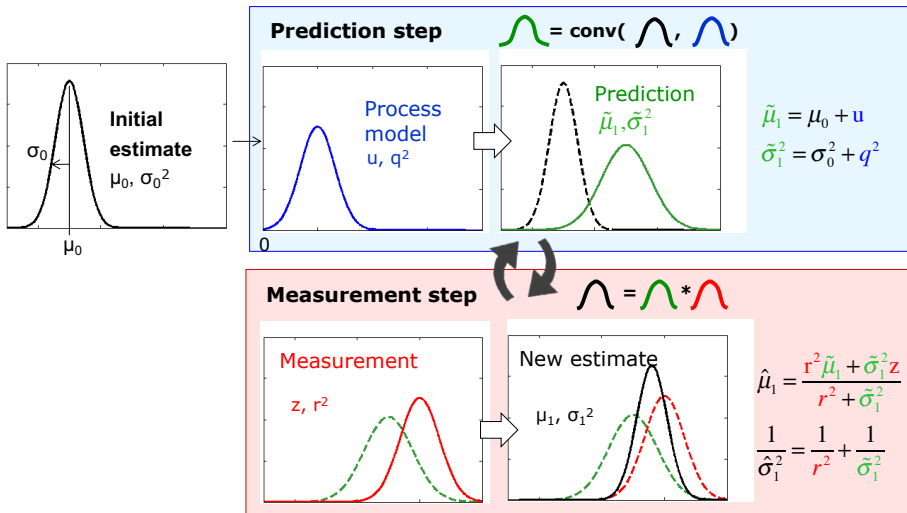 Prediction step
= conv( , )
Initial
estimate
μ₀, σ₀²
σ₀
μ₀
Process
model
u, q²
0
Prediction
μ̃₁, σ̃₁²
μ̃₁ = μ₀ + u
σ̃₁² = σ₀² + q²
Measurement step
= *
Measurement
z, r²
New estimate
μ₁, σ₁²
μ̂₁ = (r²μ̃₁ + σ̃₁²z) / (r² + σ̃₁²)
1/σ̂₁² = 1/r² + 1/σ̃₁²